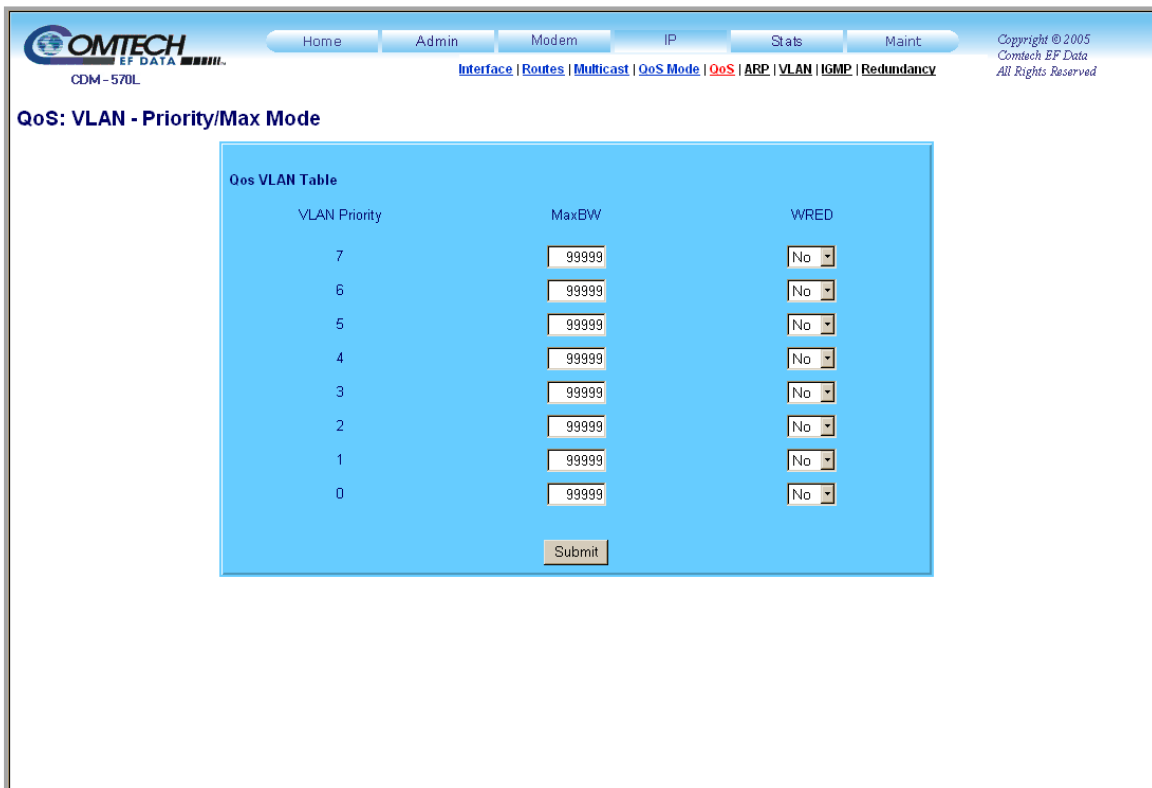 COMTECH
EF DATA
CDM-570L
Home Admin Modem IP Stats Maint
Interface | Routes | Multicast | QoS Mode | QoS | ARP | VLAN | IGMP | Redundancy
Copyright © 2005
Comtech EF Data
All Rights Reserved
QoS: VLAN - Priority/Max Mode
Qos VLAN Table
VLAN Priority MaxBW WRED
7 99999 No
6 99999 No
5 99999 No
4 99999 No
3 99999 No
2 99999 No
1 99999 No
0 99999 No
Submit